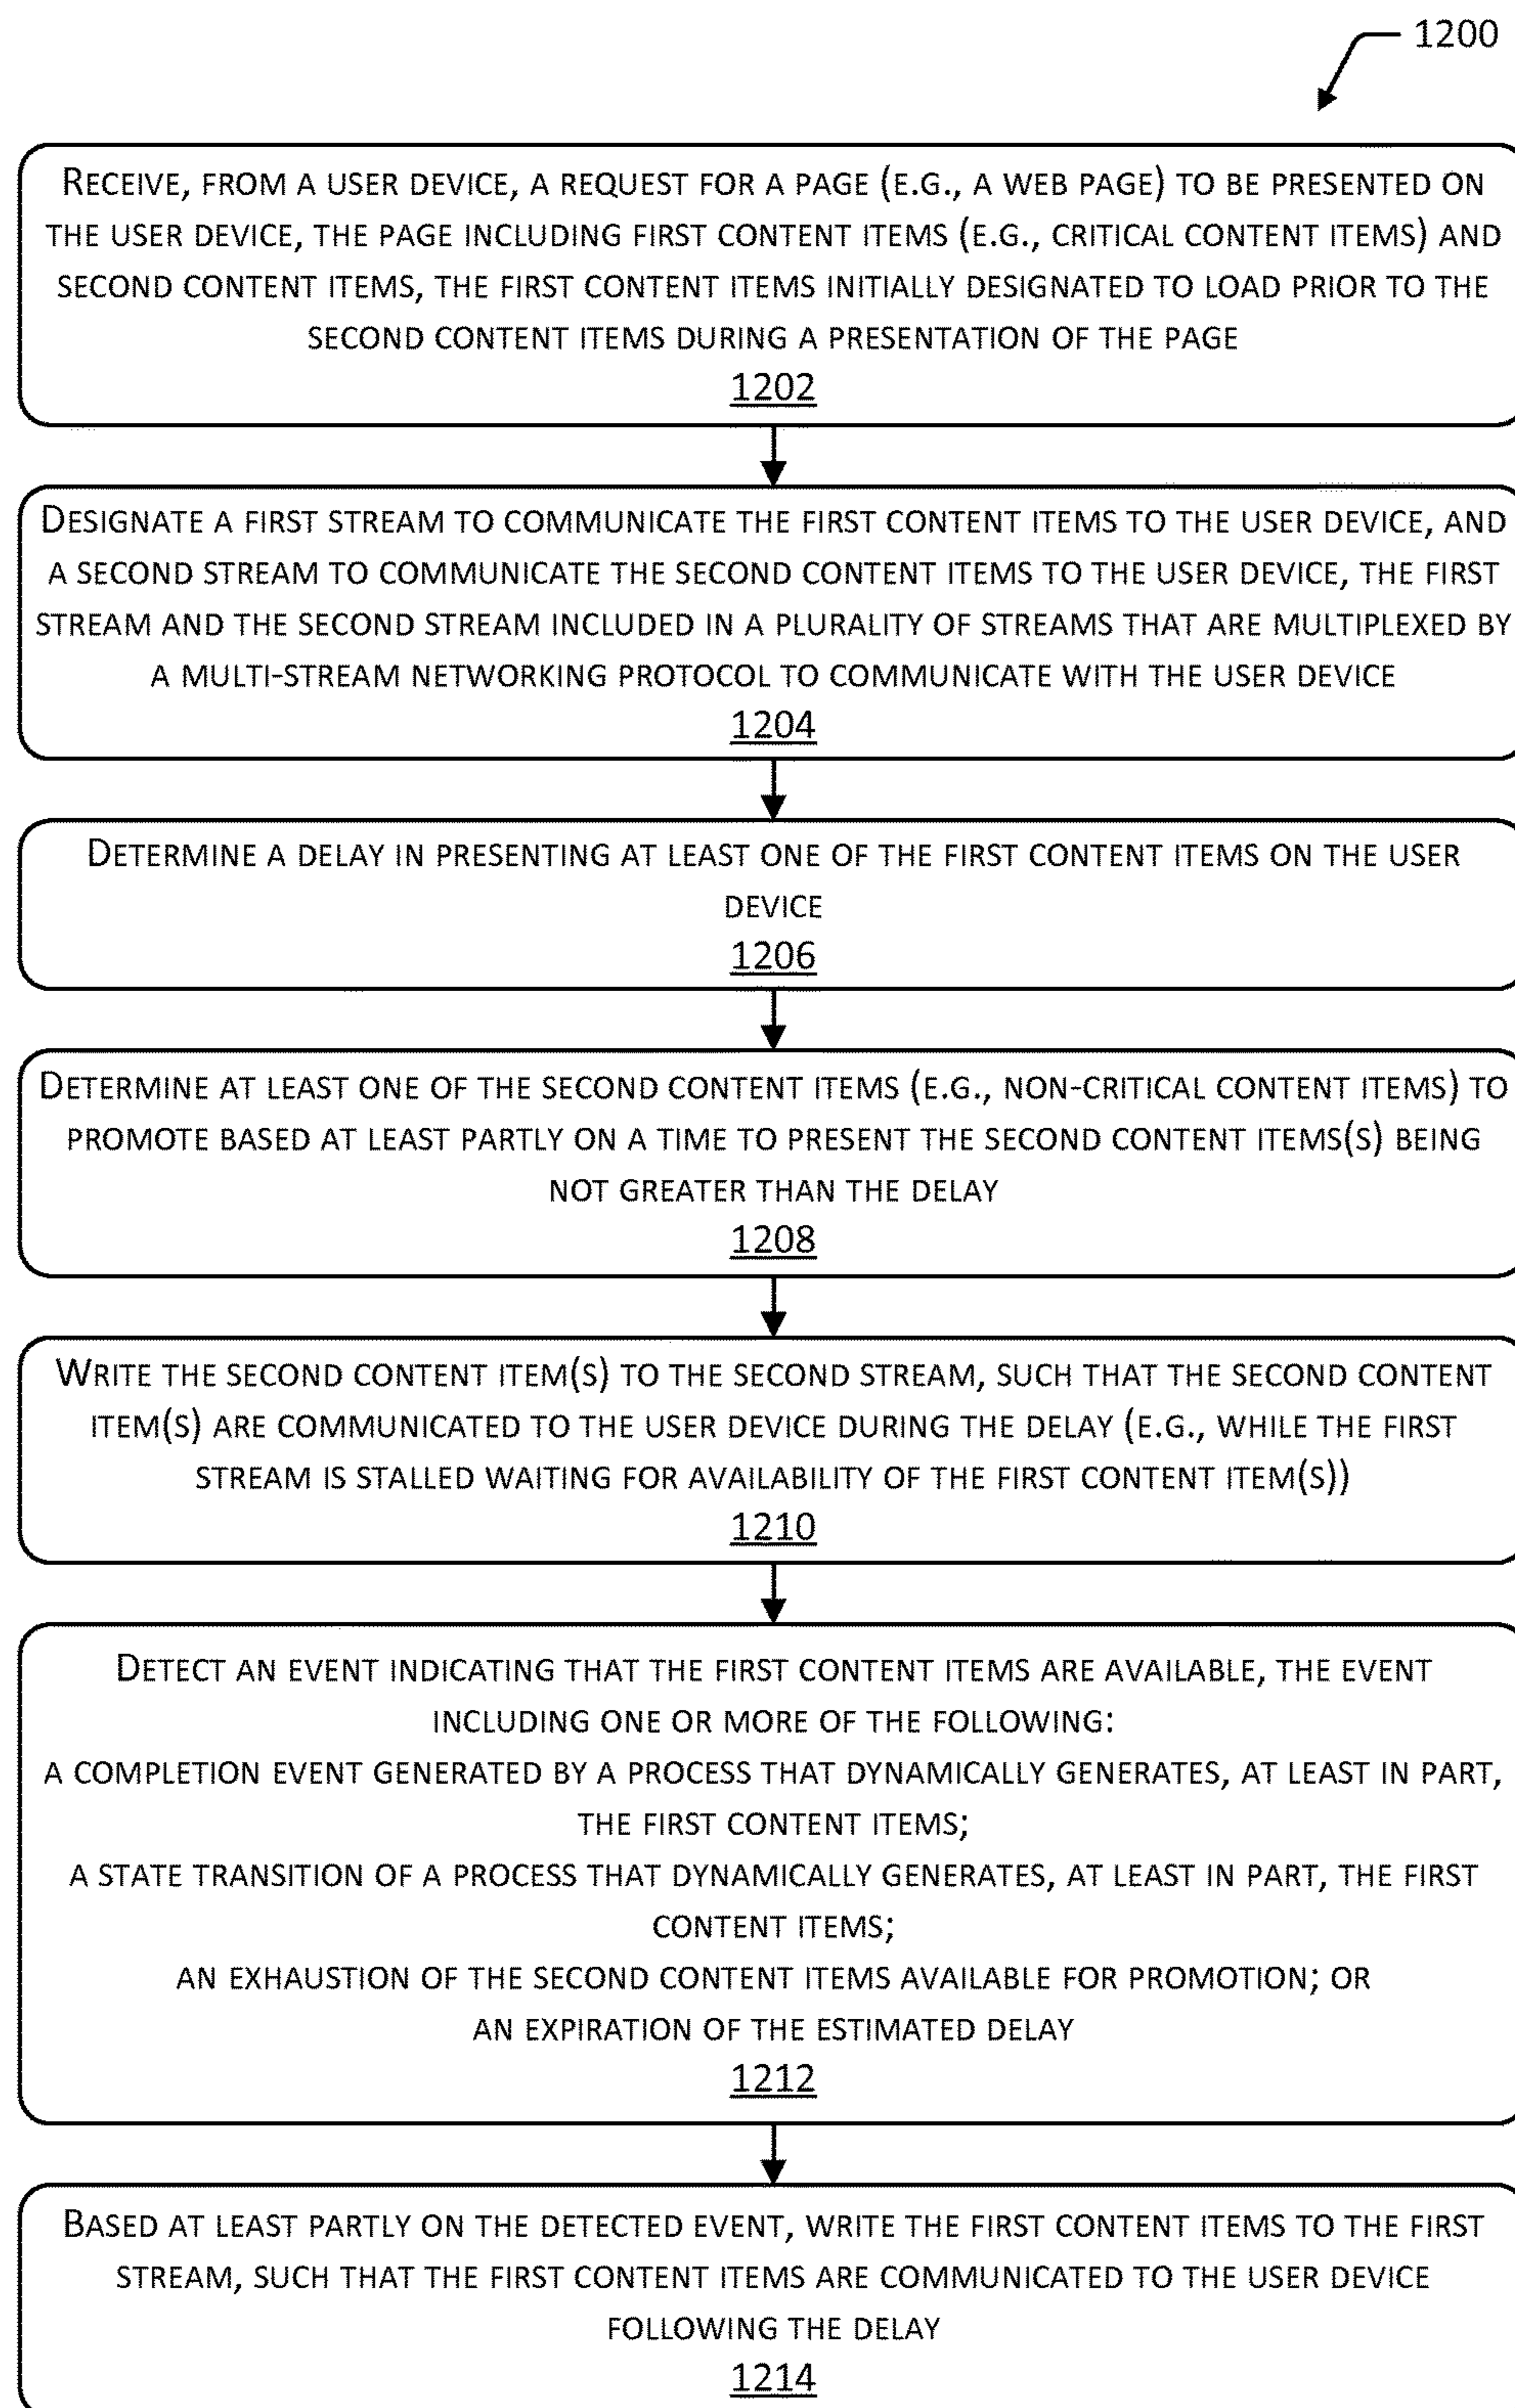 1200
RECEIVE, FROM A USER DEVICE, A REQUEST FOR A PAGE (E.G., A WEB PAGE) TO BE PRESENTED ON
THE USER DEVICE, THE PAGE INCLUDING FIRST CONTENT ITEMS (E.G., CRITICAL CONTENT ITEMS) AND
SECOND CONTENT ITEMS, THE FIRST CONTENT ITEMS INITIALLY DESIGNATED TO LOAD PRIOR TO THE
SECOND CONTENT ITEMS DURING A PRESENTATION OF THE PAGE
1202
DESIGNATE A FIRST STREAM TO COMMUNICATE THE FIRST CONTENT ITEMS TO THE USER DEVICE, AND
A SECOND STREAM TO COMMUNICATE THE SECOND CONTENT ITEMS TO THE USER DEVICE, THE FIRST
STREAM AND THE SECOND STREAM INCLUDED IN A PLURALITY OF STREAMS THAT ARE MULTIPLEXED BY
A MULTI-STREAM NETWORKING PROTOCOL TO COMMUNICATE WITH THE USER DEVICE
1204
DETERMINE A DELAY IN PRESENTING AT LEAST ONE OF THE FIRST CONTENT ITEMS ON THE USER
DEVICE
1206
DETERMINE AT LEAST ONE OF THE SECOND CONTENT ITEMS (E.G., NON-CRITICAL CONTENT ITEMS) TO
PROMOTE BASED AT LEAST PARTLY ON A TIME TO PRESENT THE SECOND CONTENT ITEMS(S) BEING
NOT GREATER THAN THE DELAY
1208
WRITE THE SECOND CONTENT ITEM(S) TO THE SECOND STREAM, SUCH THAT THE SECOND CONTENT
ITEM(S) ARE COMMUNICATED TO THE USER DEVICE DURING THE DELAY (E.G., WHILE THE FIRST
STREAM IS STALLED WAITING FOR AVAILABILITY OF THE FIRST CONTENT ITEM(S))
1210
DETECT AN EVENT INDICATING THAT THE FIRST CONTENT ITEMS ARE AVAILABLE, THE EVENT
INCLUDING ONE OR MORE OF THE FOLLOWING:
A COMPLETION EVENT GENERATED BY A PROCESS THAT DYNAMICALLY GENERATES, AT LEAST IN PART,
THE FIRST CONTENT ITEMS;
A STATE TRANSITION OF A PROCESS THAT DYNAMICALLY GENERATES, AT LEAST IN PART, THE FIRST
CONTENT ITEMS;
AN EXHAUSTION OF THE SECOND CONTENT ITEMS AVAILABLE FOR PROMOTION; OR
AN EXPIRATION OF THE ESTIMATED DELAY
1212
BASED AT LEAST PARTLY ON THE DETECTED EVENT, WRITE THE FIRST CONTENT ITEMS TO THE FIRST
STREAM, SUCH THAT THE FIRST CONTENT ITEMS ARE COMMUNICATED TO THE USER DEVICE
FOLLOWING THE DELAY
1214